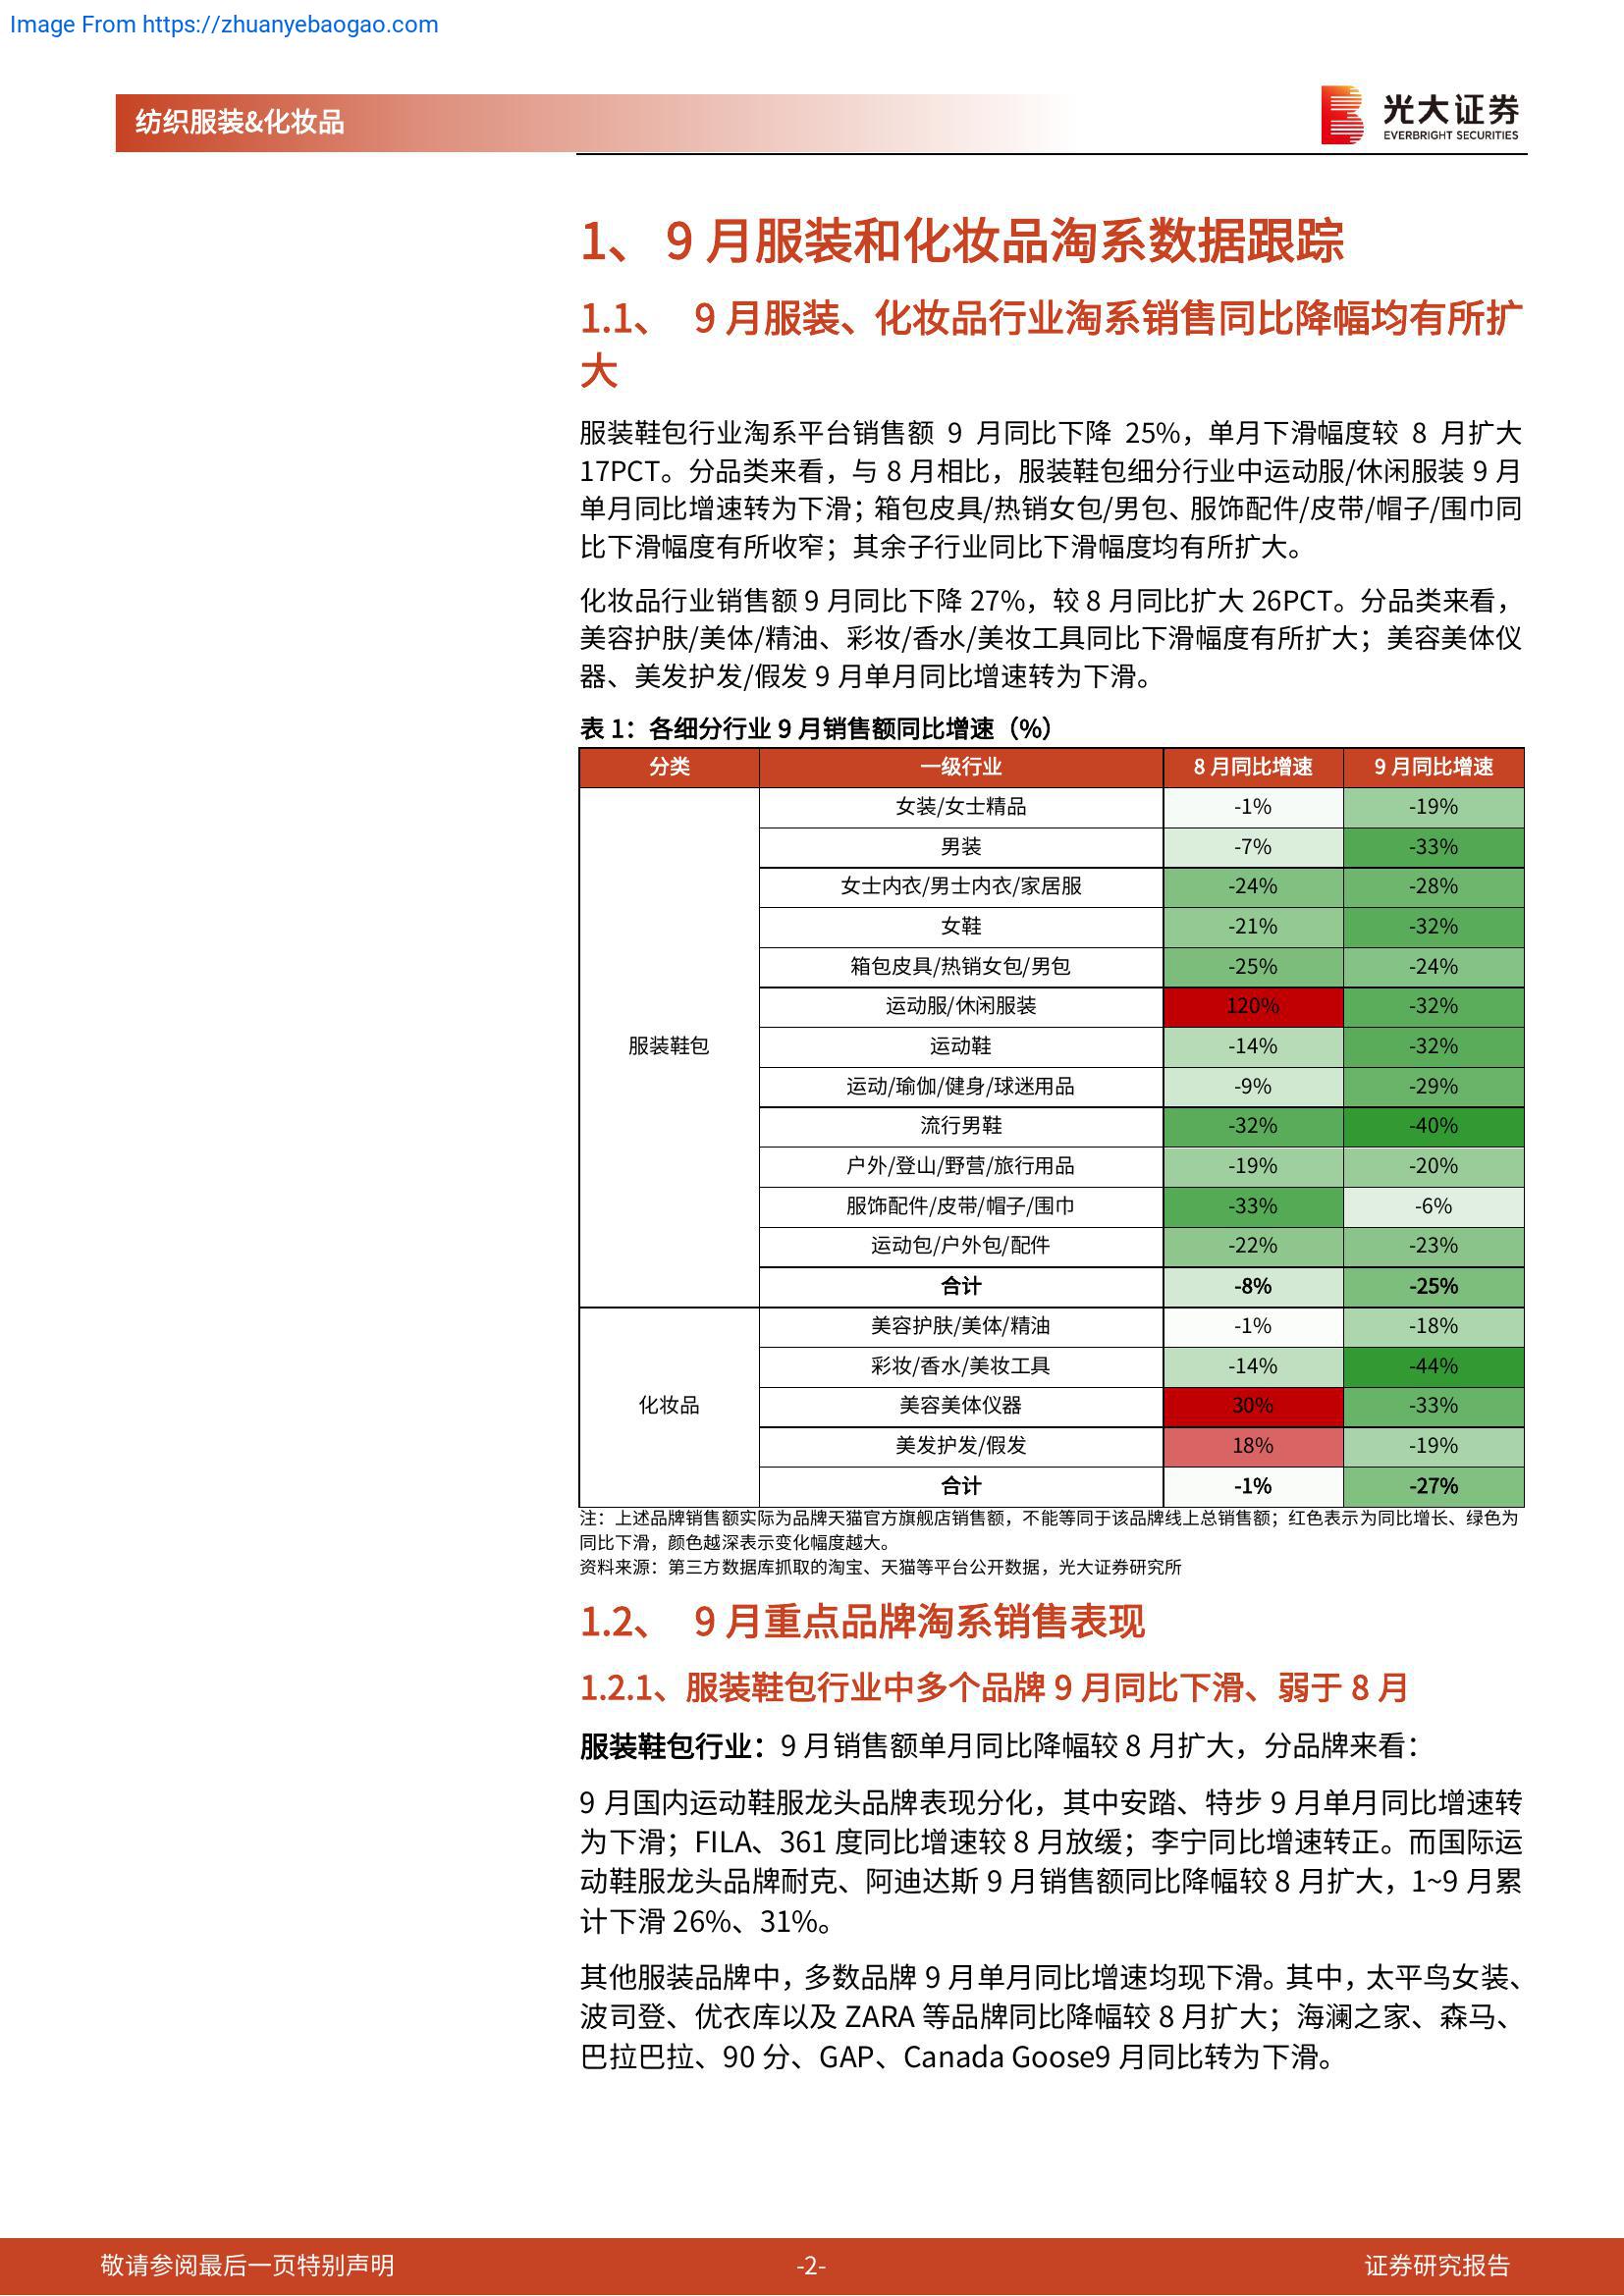 Image From https://zhuanyebaogao.com
纺织服装&化妆品
光大证券
EVERBRIGHT SECURITIES
1、 9 月服装和化妆品淘系数据跟踪
1.1、 9 月服装、化妆品行业淘系销售同比降幅均有所扩
大
服装鞋包行业淘系平台销售额 9 月同比下降 25%，单月下滑幅度较 8 月扩大
17PCT。分品类来看，与 8 月相比，服装鞋包细分行业中运动服/休闲服装 9 月
单月同比增速转为下滑；箱包皮具/热销女包/男包、服饰配件/皮带/帽子/围巾同
比下滑幅度有所收窄；其余子行业同比下滑幅度均有所扩大。
化妆品行业销售额 9 月同比下降 27%，较 8 月同比扩大 26PCT。分品类来看，
美容护肤/美体/精油、彩妆/香水/美妆工具同比下滑幅度有所扩大；美容美体仪
器、美发护发/假发 9 月单月同比增速转为下滑。
表 1：各细分行业 9 月销售额同比增速（%）
分类 一级行业 8 月同比增速 9 月同比增速
女装/女士精品 -1% -19%
男装 -7% -33%
女士内衣/男士内衣/家居服 -24% -28%
女鞋 -21% -32%
箱包皮具/热销女包/男包 -25% -24%
运动服/休闲服装 120% -32%
服装鞋包 运动鞋 -14% -32%
运动/瑜伽/健身/球迷用品 -9% -29%
流行男鞋 -32% -40%
户外/登山/野营/旅行用品 -19% -20%
服饰配件/皮带/帽子/围巾 -33% -6%
运动包/户外包/配件 -22% -23%
合计 -8% -25%
美容护肤/美体/精油 -1% -18%
彩妆/香水/美妆工具 -14% -44%
化妆品 美容美体仪器 30% -33%
美发护发/假发 18% -19%
合计 -1% -27%
注：上述品牌销售额实际为品牌天猫官方旗舰店销售额，不能等同于该品牌线上总销售额；红色表示为同比增长、绿色为
同比下滑，颜色越深表示变化幅度越大。
资料来源：第三方数据库抓取的淘宝、天猫等平台公开数据，光大证券研究所
1.2、 9 月重点品牌淘系销售表现
1.2.1、服装鞋包行业中多个品牌 9 月同比下滑、弱于 8 月
服装鞋包行业：9 月销售额单月同比降幅较 8 月扩大，分品牌来看：
9 月国内运动鞋服龙头品牌表现分化，其中安踏、特步 9 月单月同比增速转
为下滑；FILA、361 度同比增速较 8 月放缓；李宁同比增速转正。而国际运
动鞋服龙头品牌耐克、阿迪达斯 9 月销售额同比降幅较 8 月扩大，1~9 月累
计下滑 26%、31%。
其他服装品牌中，多数品牌 9 月单月同比增速均现下滑。其中，太平鸟女装、
波司登、优衣库以及 ZARA 等品牌同比降幅较 8 月扩大；海澜之家、森马、
巴拉巴拉、90 分、GAP、Canada Goose9 月同比转为下滑。
敬请参阅最后一页特别声明 -2- 证券研究报告